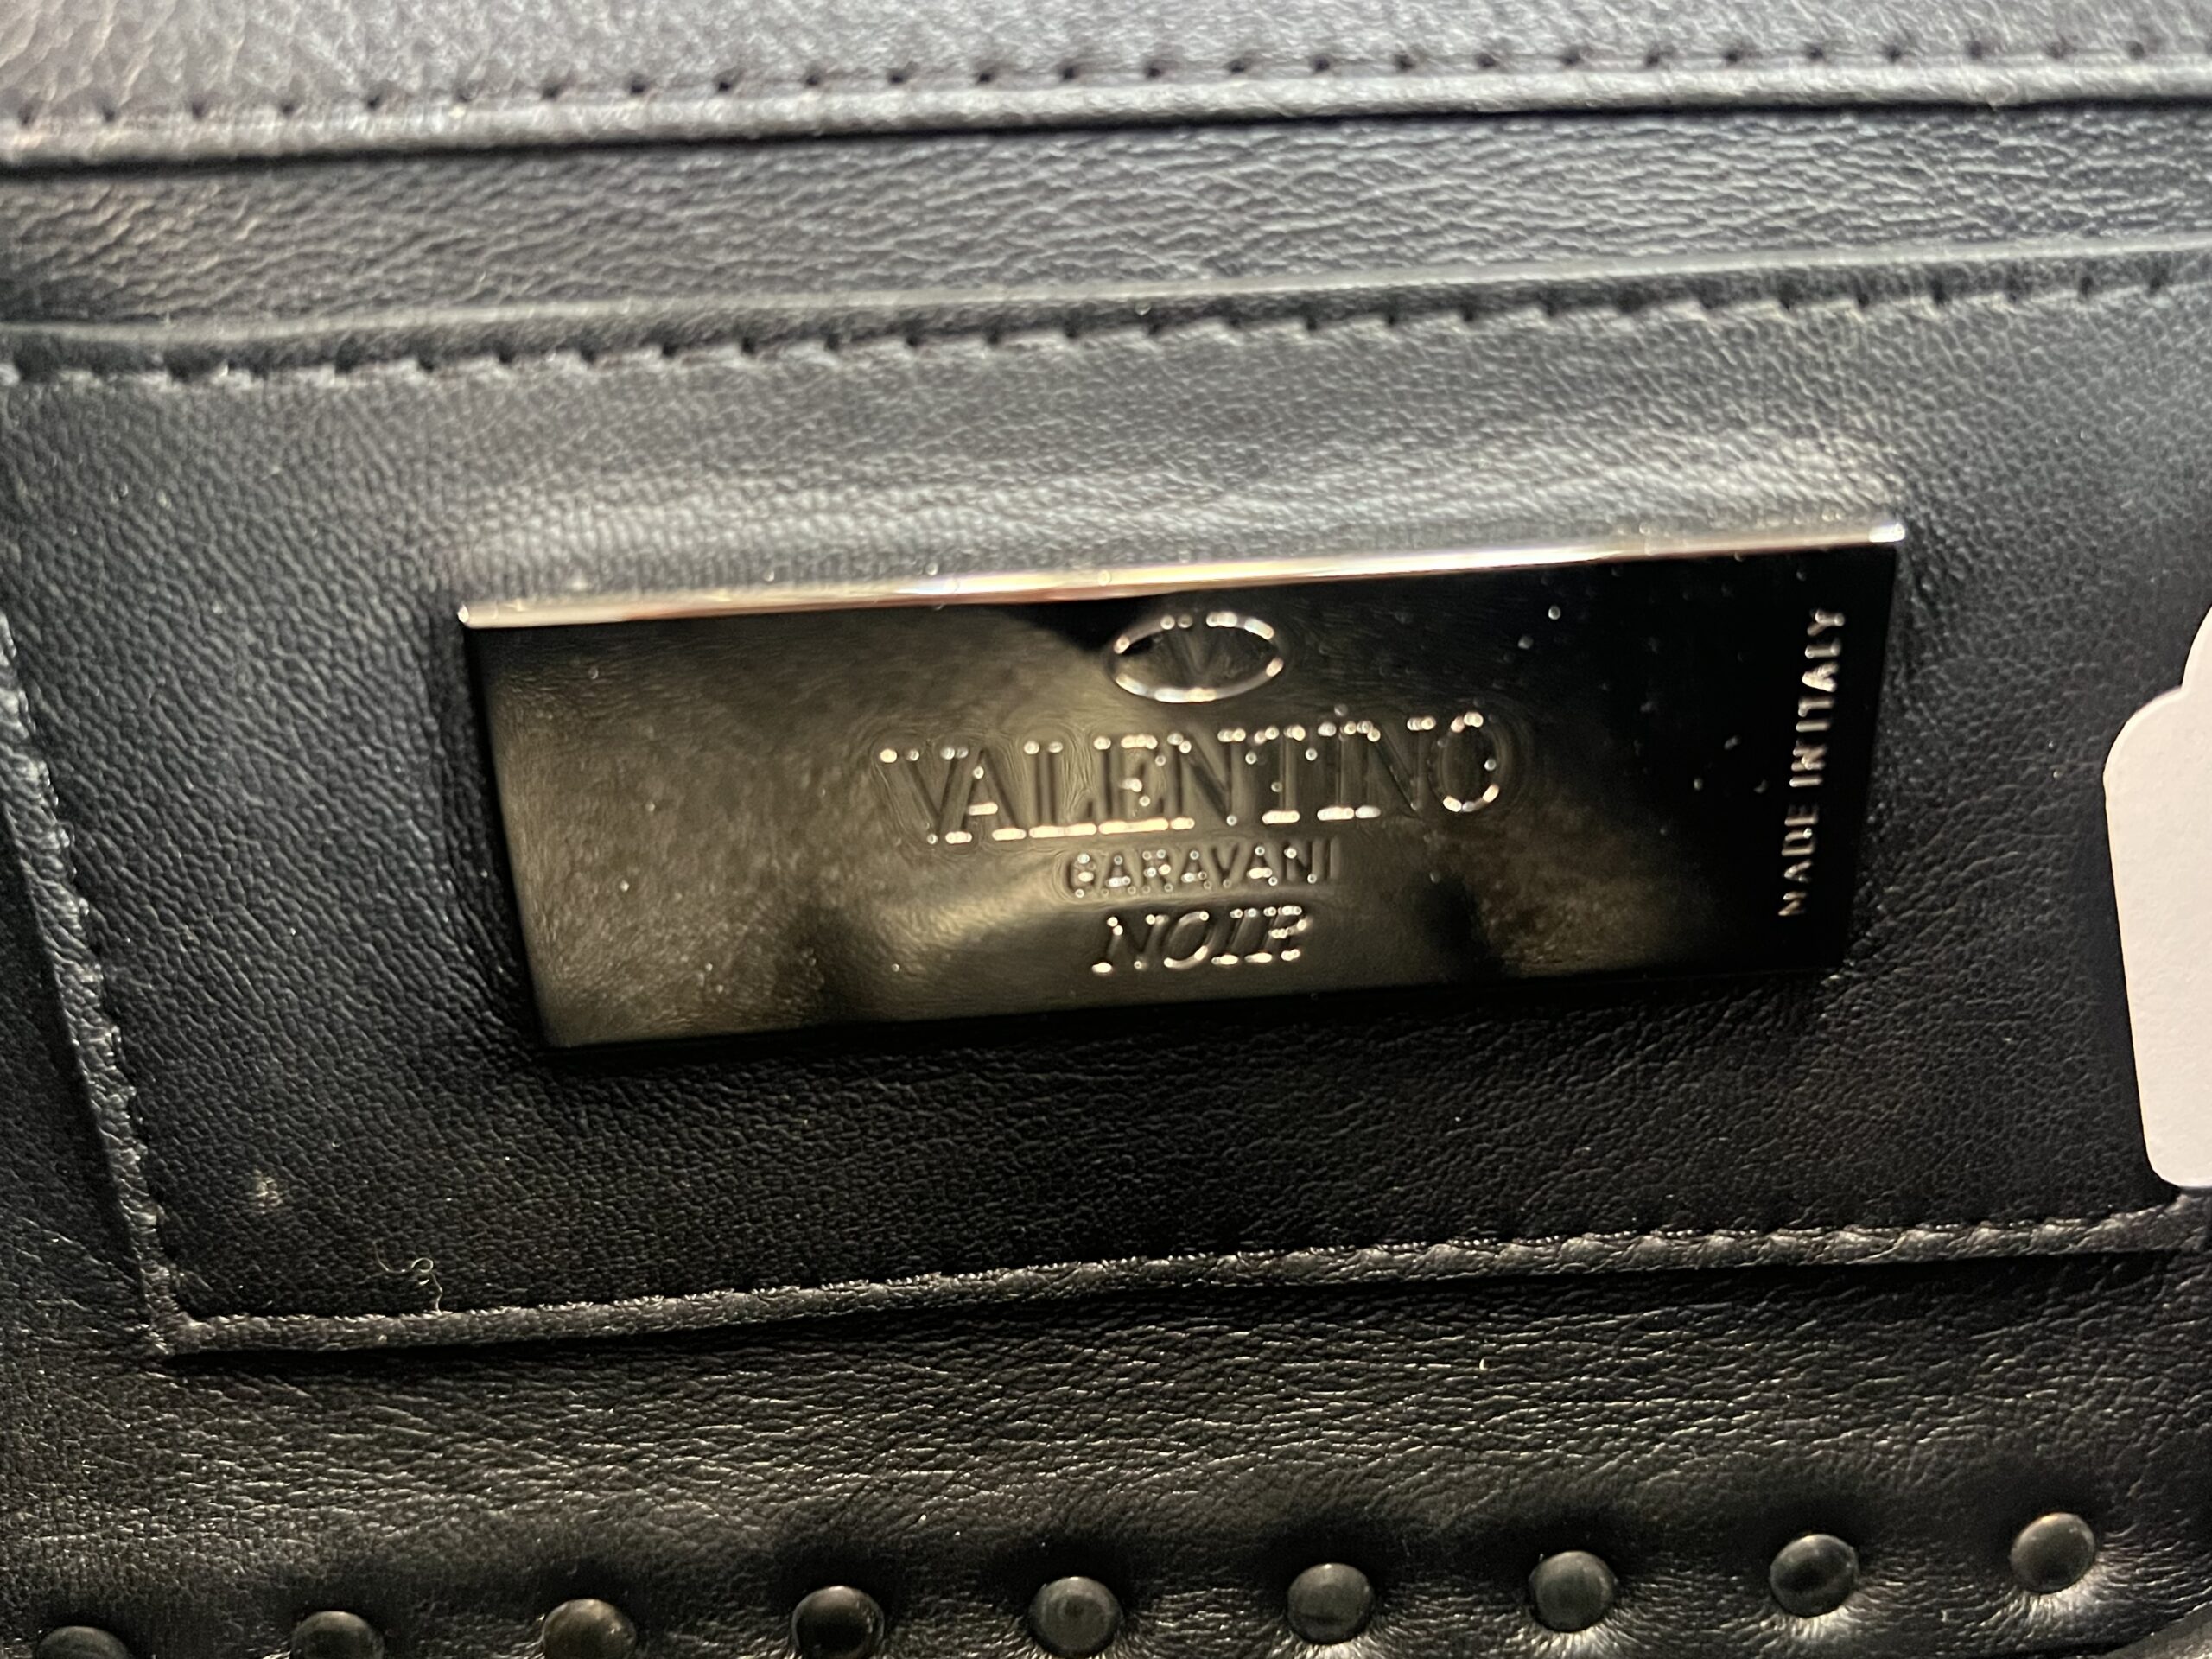 V
VALENTINO
GARAVANI
NOIR
MADE IN ITALY